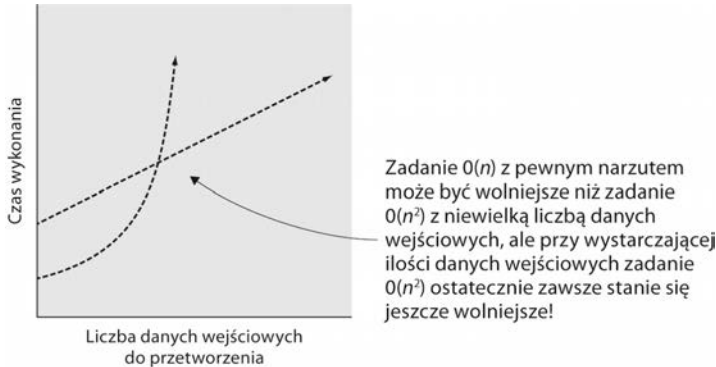 Czas wykonania
Zadanie 0(n) z pewnym narzutem
może być wolniejsze niż zadanie
0(n²) z niewielką liczbą danych
wejściowych, ale przy wystarczającej
ilości danych wejściowych zadanie
0(n²) ostatecznie zawsze stanie się
jeszcze wolniejsze!
Liczba danych wejściowych
do przetworzenia